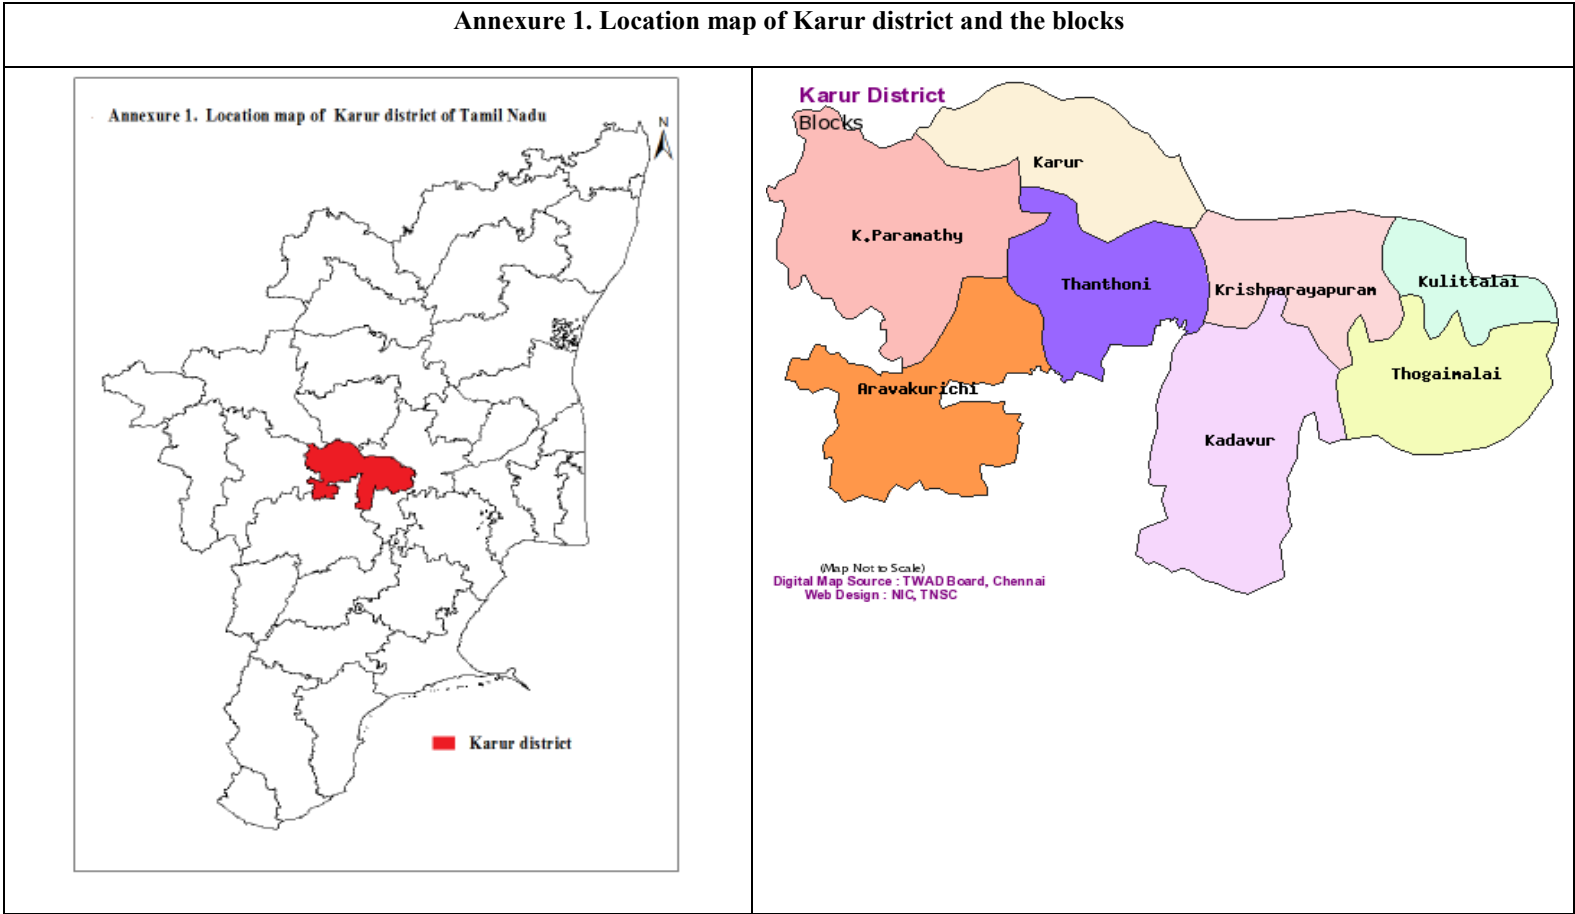 Annexure 1. Location map of Karur district and the blocks
Annexure 1. Location map of Karur district of Tamil Nadu
N
Karur district
Karur District
Blocks
Karur
K.Paramathy
Thanthoni
Krishnarayapuram
Kulittalai
Thogaimalai
Aravakurichi
Kadavur
(Map Not to Scale)
Digital Map Source : TWAD Board, Chennai
Web Design : NIC, TNSC